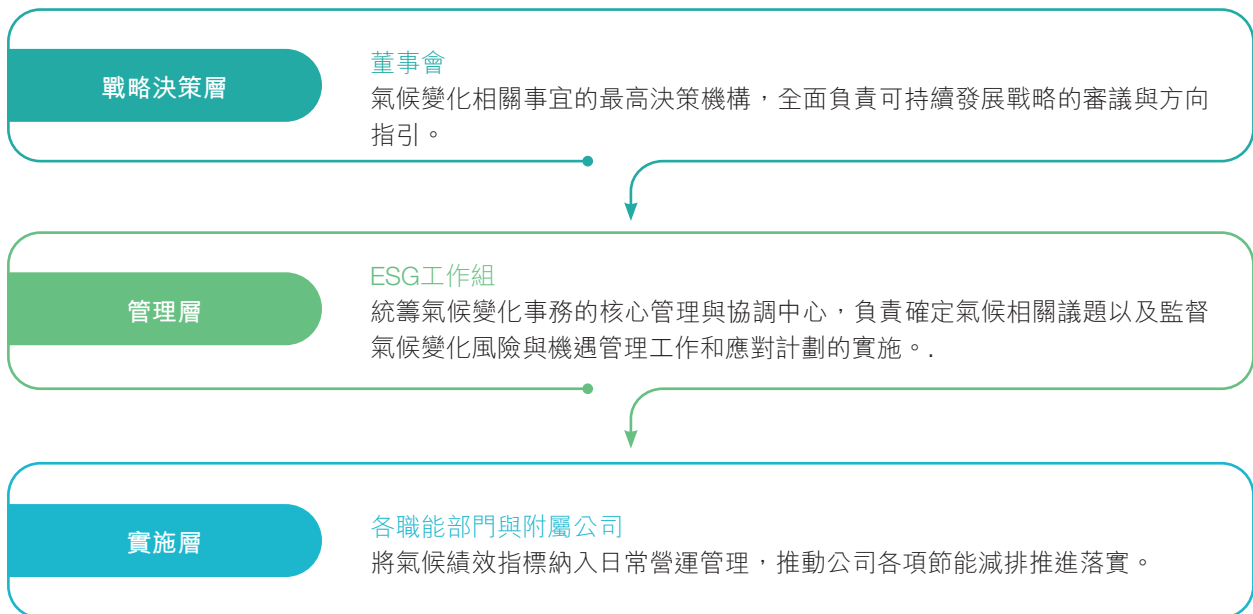 戰略決策層
董事會
氣候變化相關事宜的最高決策機構，全面負責可持續發展戰略的審議與方向
指引。
管理層
ESG工作組
統籌氣候變化事務的核心管理與協調中心，負責確定氣候相關議題以及監督
氣候變化風險與機遇管理工作和應對計劃的實施。.
實施層
各職能部門與附屬公司
將氣候績效指標納入日常營運管理，推動公司各項節能減排推進落實。